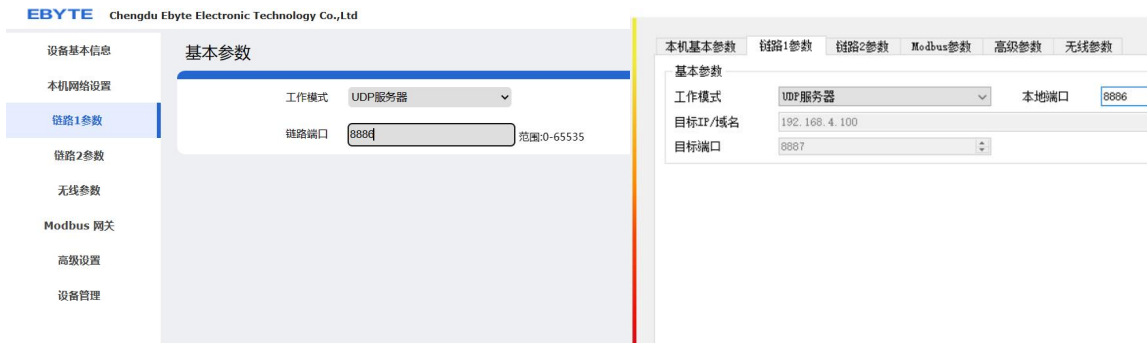 EBYTE Chengdu Ebyte Electronic Technology Co.,Ltd
设备基本信息
本机网络设置
链路1参数
链路2参数
无线参数
Modbus 网关
高级设置
设备管理
基本参数
工作模式 UDP服务器
链路端口 8886 范围:0-65535
本机基本参数 链路1参数 链路2参数 Modbus参数 高级参数 无线参数
基本参数
工作模式 UDP服务器 本地端口 8886
目标IP/域名 192.168.4.100
目标端口 8887